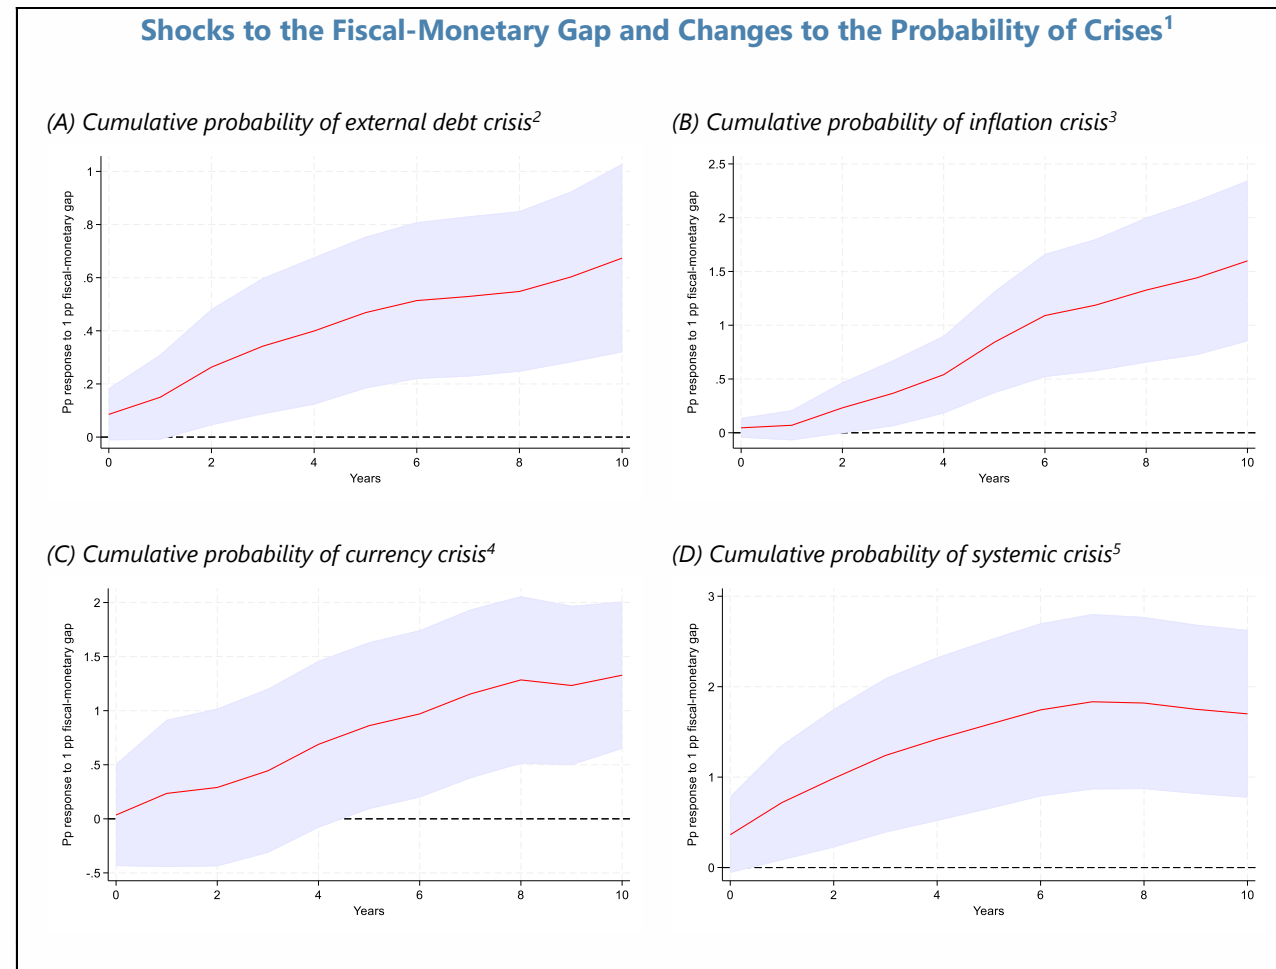 Shocks to the Fiscal-Monetary Gap and Changes to the Probability of Crises¹
(A) Cumulative probability of external debt crisis²
Pp response to 1 pp fiscal-monetary gap
1
.8
.6
.4
.2
0
0 2 4 6 8 10
Years
(B) Cumulative probability of inflation crisis³
Pp response to 1 pp fiscal-monetary gap
2.5
2
1.5
1
.5
0
0 2 4 6 8 10
Years
(C) Cumulative probability of currency crisis⁴
Pp response to 1 pp fiscal-monetary gap
2
1.5
1
.5
0
-.5
0 2 4 6 8 10
Years
(D) Cumulative probability of systemic crisis⁵
Pp response to 1 pp fiscal-monetary gap
3
2
1
0
0 2 4 6 8 10
Years